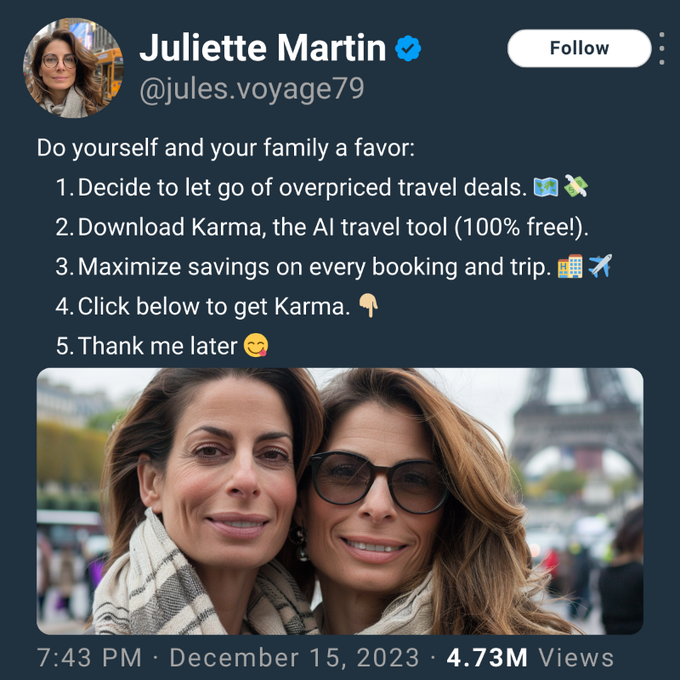 Juliette Martin
Follow
@jules.voyage79
Do yourself and your family a favor:
1. Decide to let go of overpriced travel deals. 🗺️💸
2. Download Karma, the AI travel tool (100% free!).
3. Maximize savings on every booking and trip. 🏨✈️
4. Click below to get Karma. 👇🏼
5. Thank me later 😋
7:43 PM · December 15, 2023 · 4.73M Views